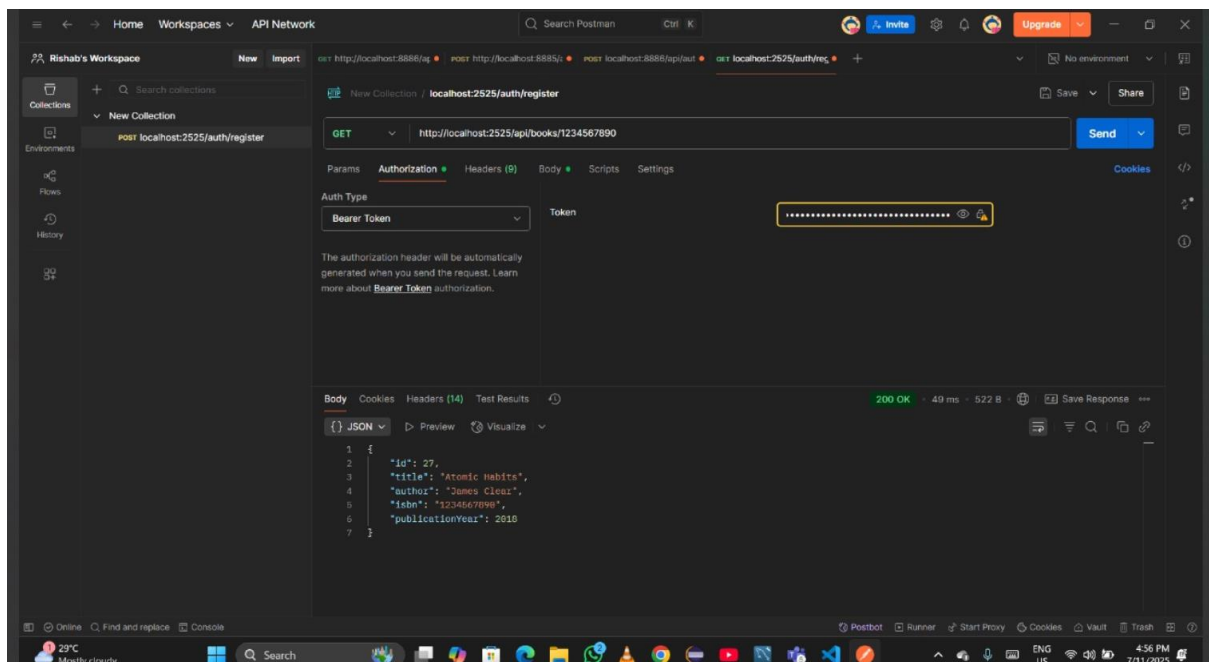 Home Workspaces API Network Search Postman Ctrl K Invite Upgrade
Rishab's Workspace New Import GET http://localhost:8886/ap POST http://localhost:8885/ POST localhost:8886/api/aut GET localhost:2525/auth/reg No environment
Collections Search collections New Collection / localhost:2525/auth/register Save Share
New Collection
POST localhost:2525/auth/register GET http://localhost:2525/api/books/1234567890 Send
Environments
Params Authorization Headers (9) Body Scripts Settings Cookies
Flows
Auth Type
Bearer Token Token
History
The authorization header will be automatically
generated when you send the request. Learn
more about Bearer Token authorization.
Body Cookies Headers (14) Test Results 200 OK 49 ms 522 B Save Response
{} JSON Preview Visualize
1 {
2 "id": 27,
3 "title": "Atomic Habits",
4 "author": "James Clear",
5 "isbn": "1234567890",
6 "publicationYear": 2018
7 }
Online Find and replace Console Postbot Runner Start Proxy Cookies Vault Trash
29°C
Mostly cloudy Search ENG US 4:56 PM 7/11/2025